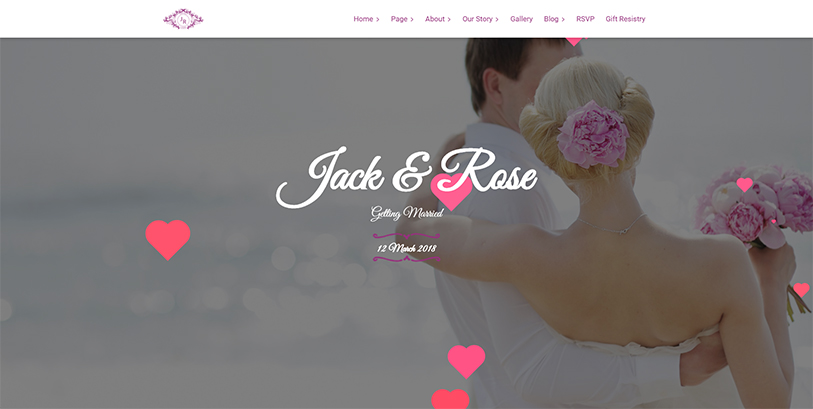 Home Page About Our Story Gallery Blog RSVP Gift Resistry
Jack & Rose
Getting Married
12 March 2018